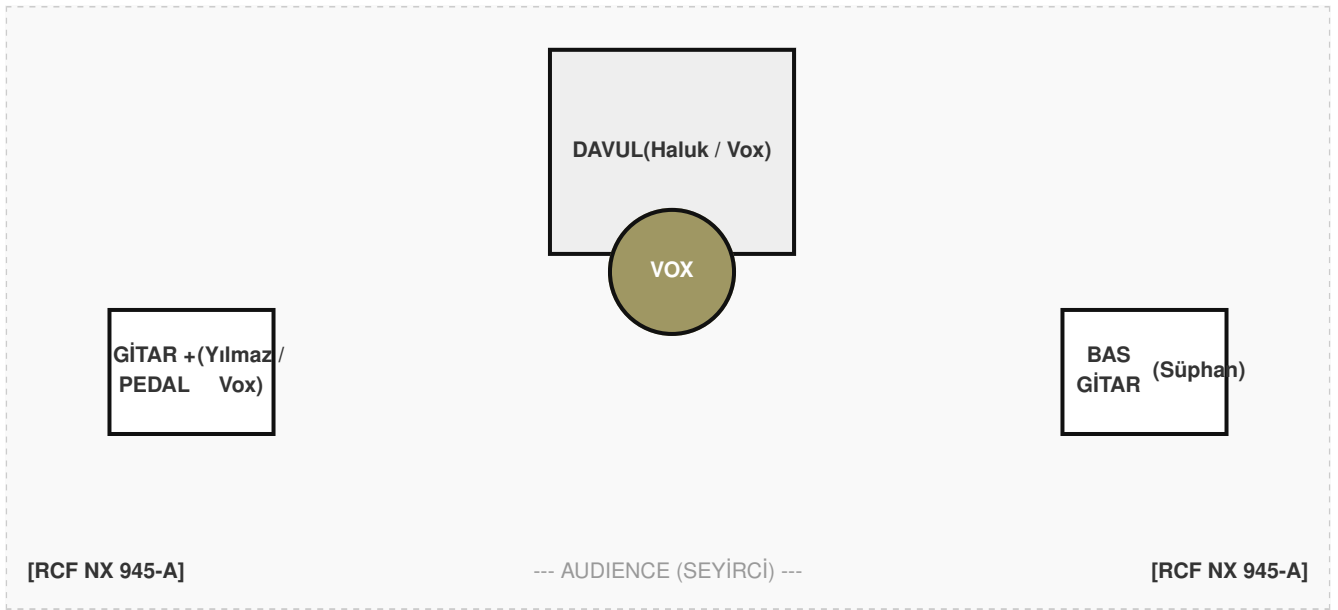 DAVUL(Haluk / Vox)
VOX
GİTAR +(Yılmaz /
PEDAL Vox)
BAS
GİTAR
(Süphan)
[RCF NX 945-A]
--- AUDIENCE (SEYİRCİ) ---
[RCF NX 945-A]